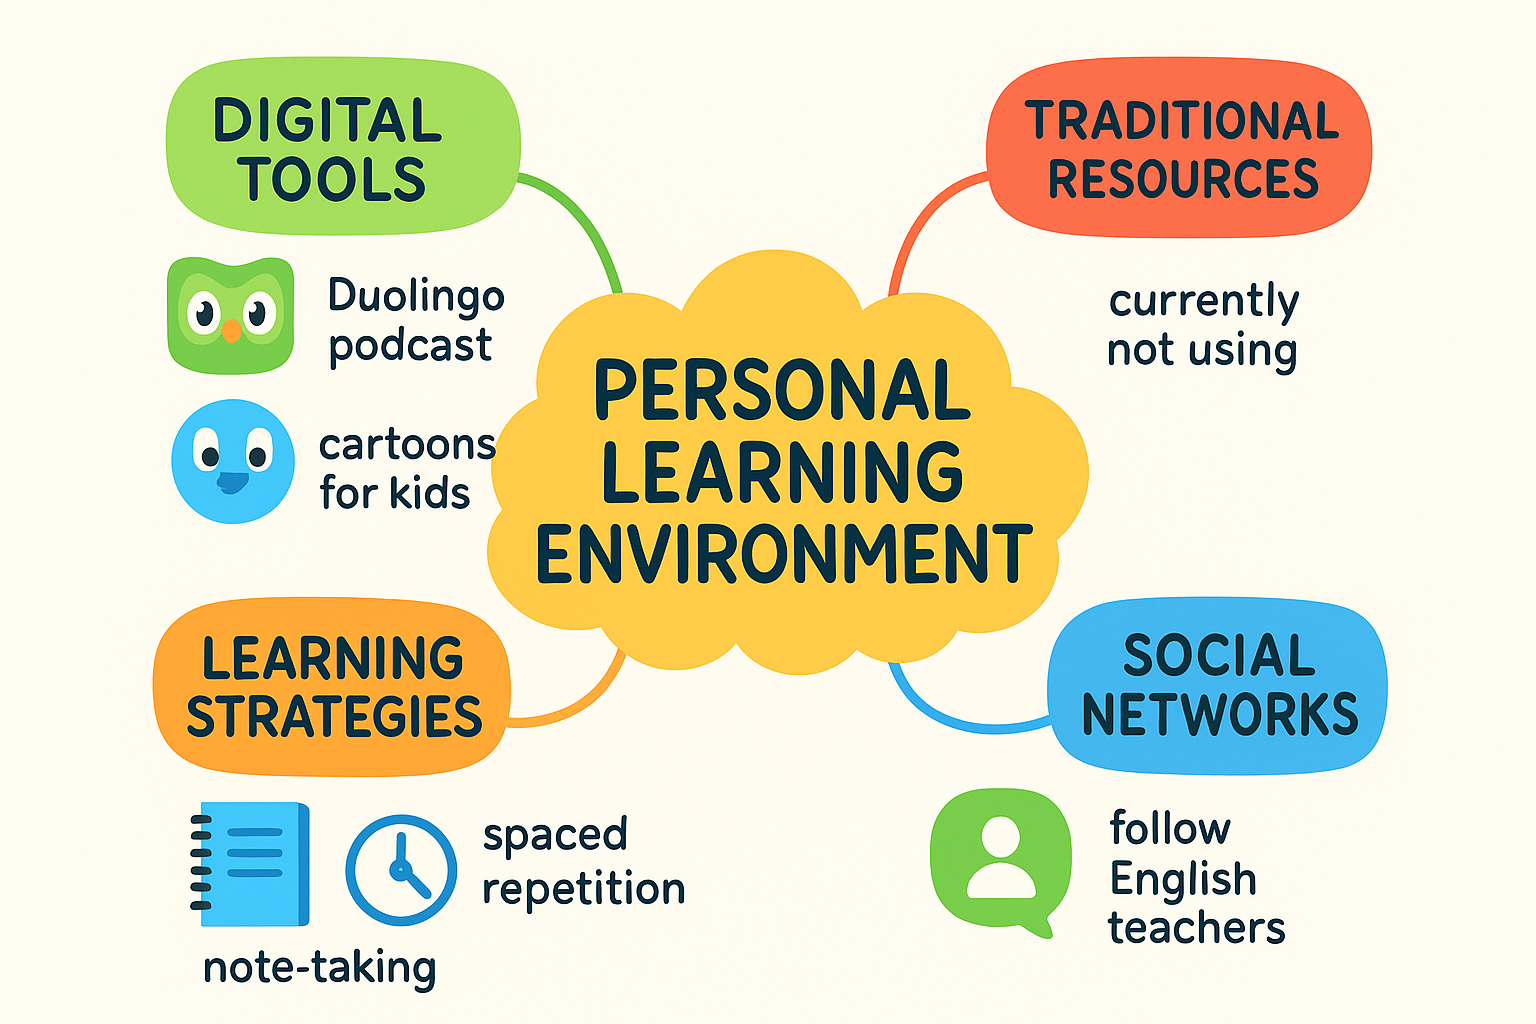 DIGITAL
TOOLS
Duolingo
podcast
cartoons
for kids
TRADITIONAL
RESOURCES
currently
not using
PERSONAL
LEARNING
ENVIRONMENT
LEARNING
STRATEGIES
spaced
repetition
note-taking
SOCIAL
NETWORKS
follow
English
teachers